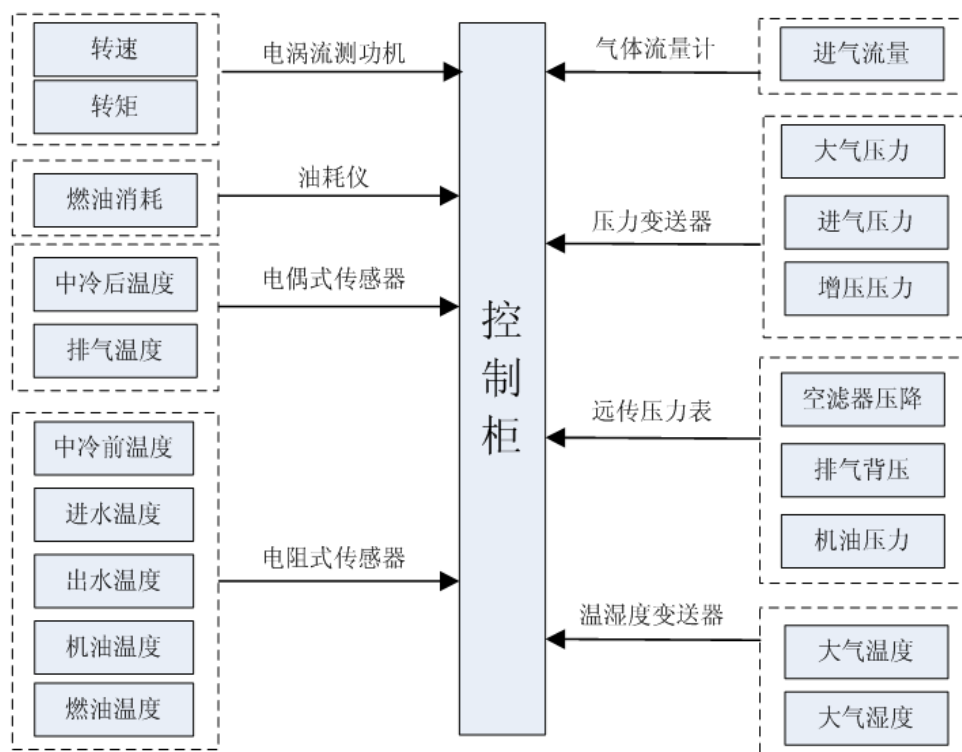 转速
转矩
电涡流测功机
燃油消耗
油耗仪
中冷后温度
排气温度
电偶式传感器
中冷前温度
进水温度
出水温度
机油温度
燃油温度
电阻式传感器
控
制
柜
气体流量计
进气流量
压力变送器
大气压力
进气压力
增压压力
远传压力表
空滤器压降
排气背压
机油压力
温湿度变送器
大气温度
大气湿度